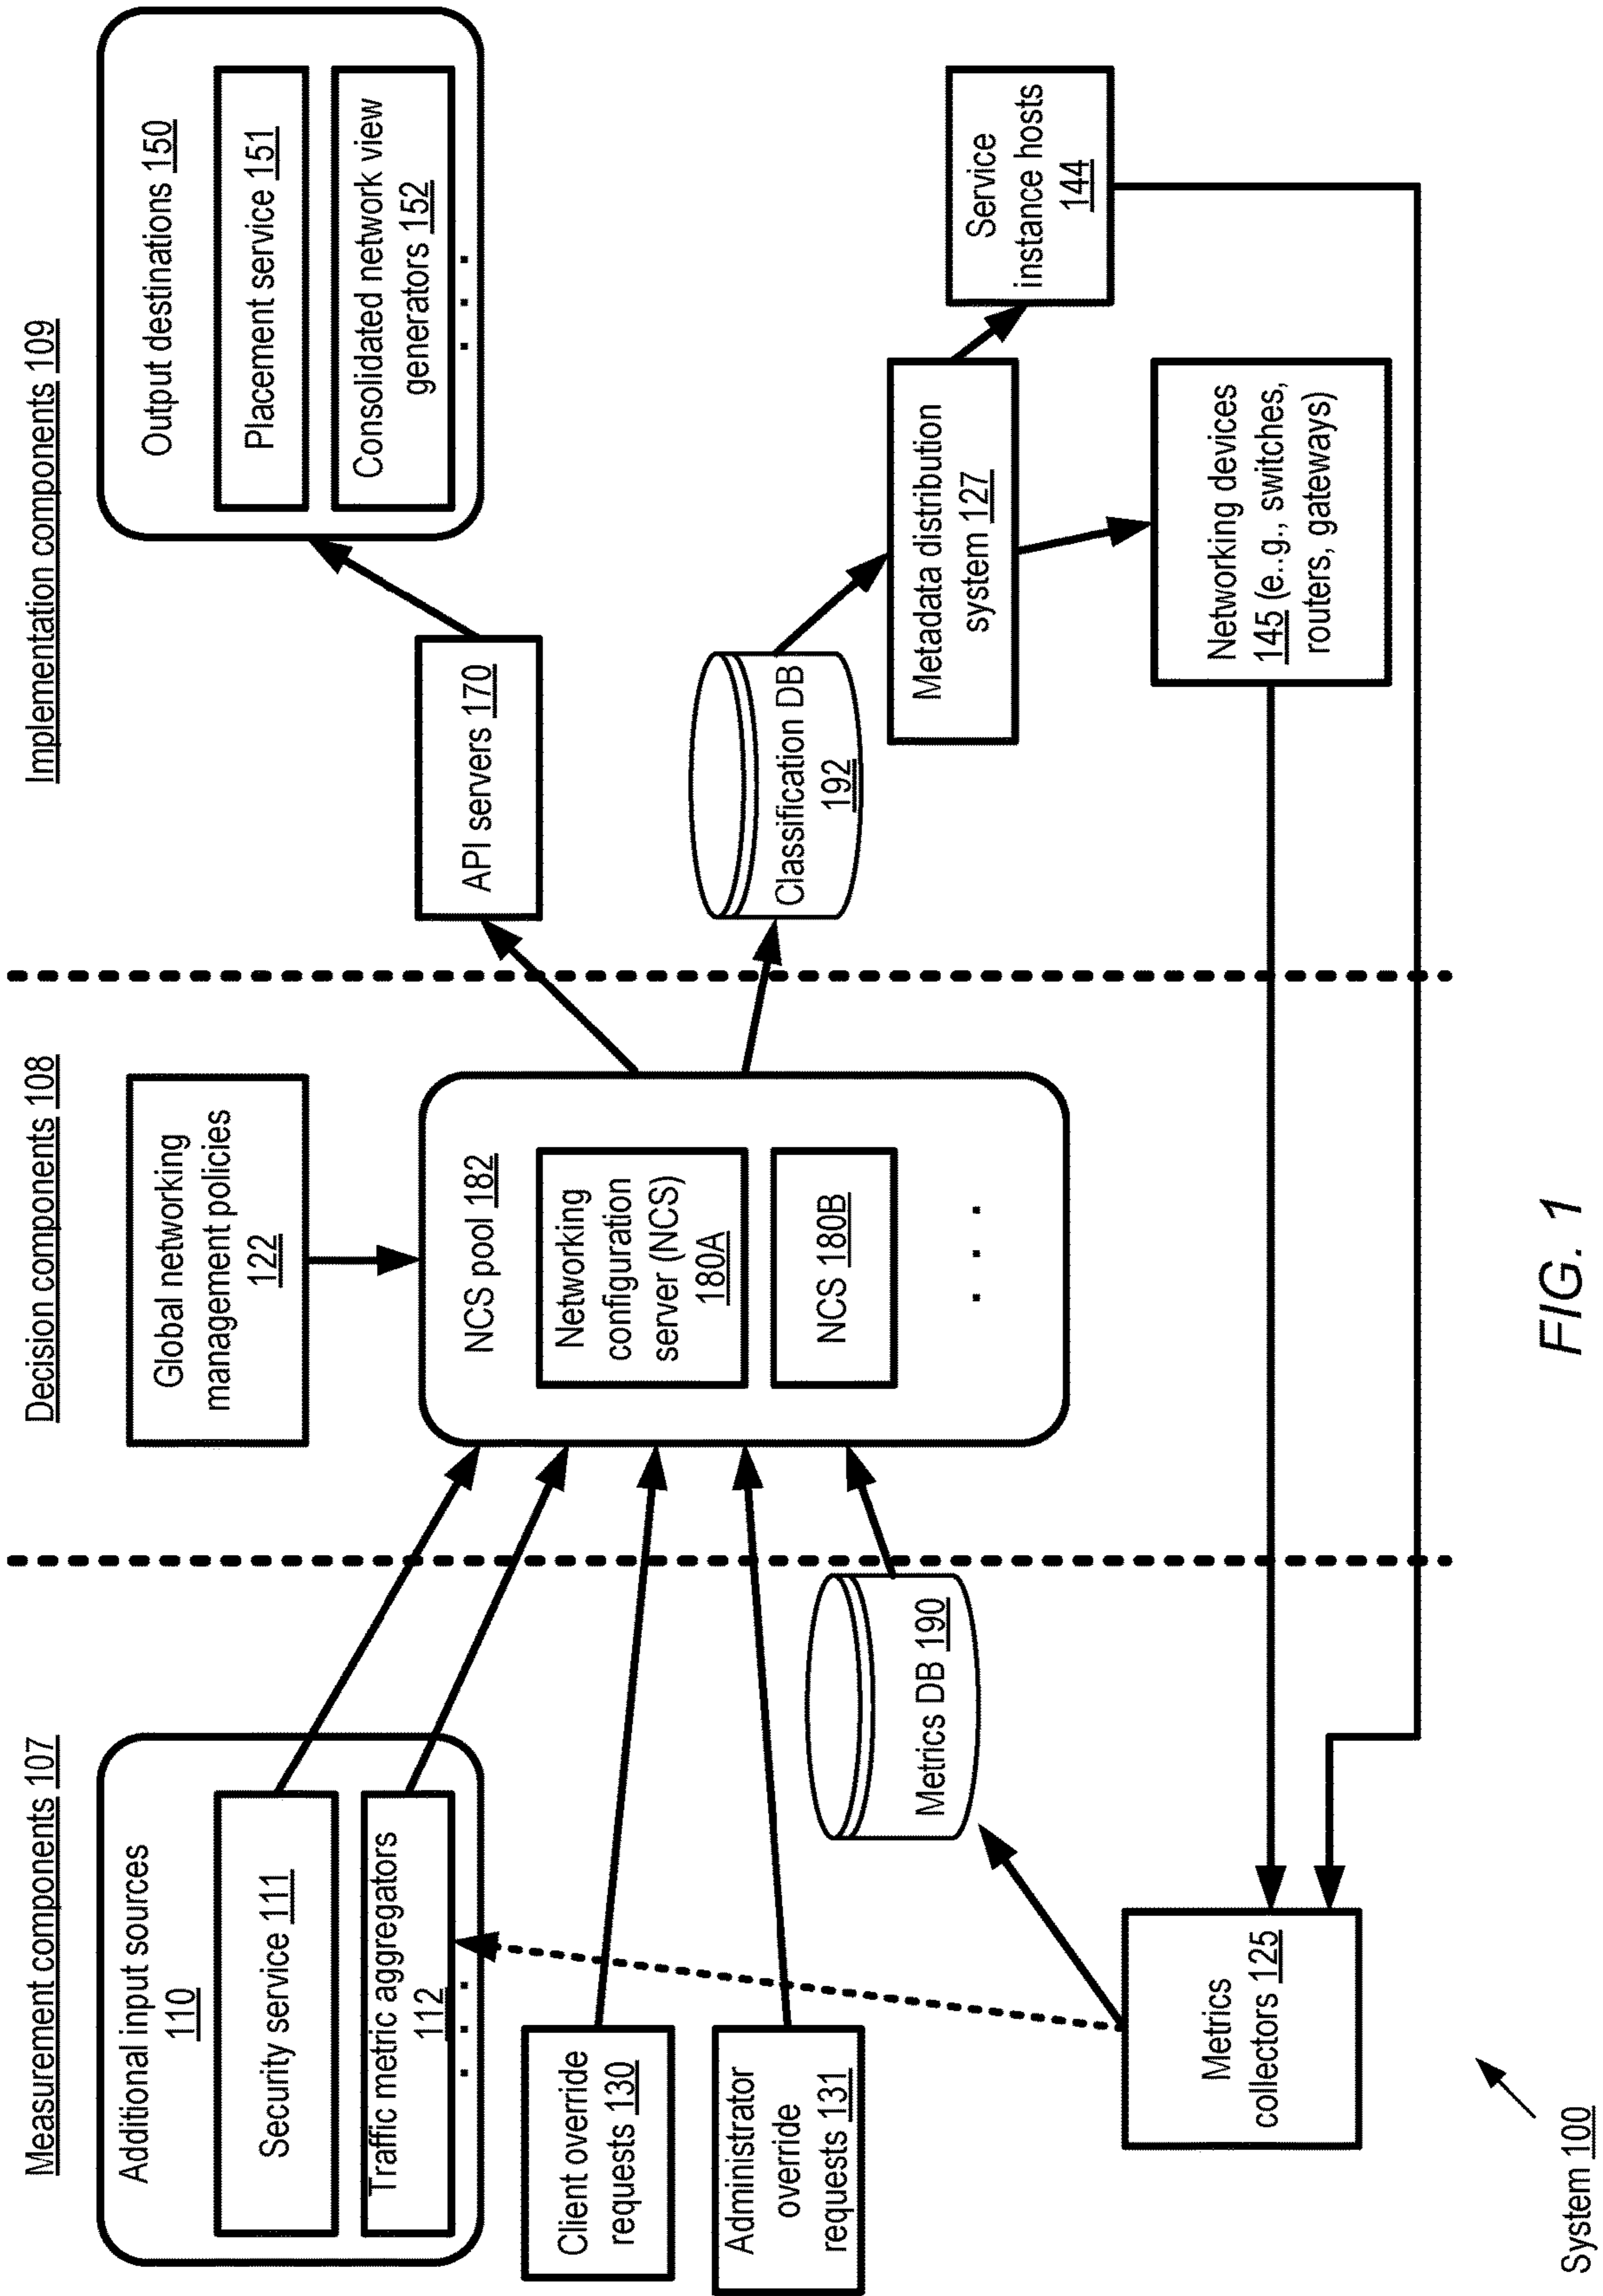 Measurement components 107
Decision components 108
Implementation components 109
Additional input sources
110
Security service 111
Traffic metric aggregators
112
. . .
Client override
requests 130
Administrator
override
requests 131
Metrics DB 190
Metrics
collectors 125
Global networking
management policies
122
NCS pool 182
Networking
configuration
server (NCS)
180A
NCS 180B
. . .
Output destinations 150
Placement service 151
Consolidated network view
generators 152
. . .
API servers 170
Classification DB
192
Metadata distribution
system 127
Service
instance hosts
144
Networking devices
145 (e..g., switches,
routers, gateways)
System 100
FIG. 1